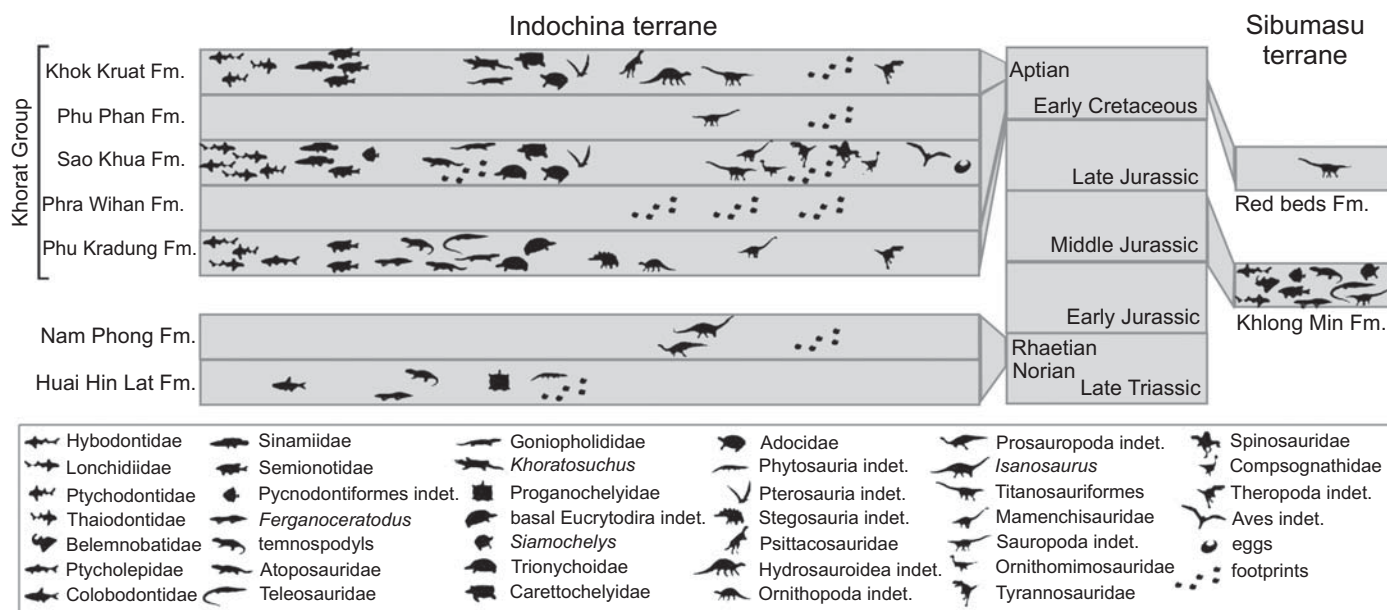 Indochina terrane
Sibumasu
terrane
Khorat Group
Khok Kruat Fm.
Phu Phan Fm.
Sao Khua Fm.
Phra Wihan Fm.
Phu Kradung Fm.
Nam Phong Fm.
Huai Hin Lat Fm.
Aptian
Early Cretaceous
Late Jurassic
Middle Jurassic
Early Jurassic
Rhaetian
Norian
Late Triassic
Red beds Fm.
Khlong Min Fm.
Hybodontidae
Lonchidiidae
Ptychodontidae
Thaiodontidae
Belemnobatidae
Ptycholepidae
Colobodontidae
Sinamiidae
Semionotidae
Pycnodontiformes indet.
Ferganoceratodus
temnospodyls
Atoposauridae
Teleosauridae
Goniopholididae
Khoratosuchus
Proganochelyidae
basal Eucrytodira indet.
Siamochelys
Trionychoidae
Carettochelyidae
Adocidae
Phytosauria indet.
Pterosauria indet.
Stegosauria indet.
Psittacosauridae
Hydrosauroidea indet.
Ornithopoda indet.
Prosauropoda indet.
Isanosaurus
Titanosauriformes
Mamenchisauridae
Sauropoda indet.
Ornithomimosauridae
Tyrannosauridae
Spinosauridae
Compsognathidae
Theropoda indet.
Aves indet.
eggs
footprints